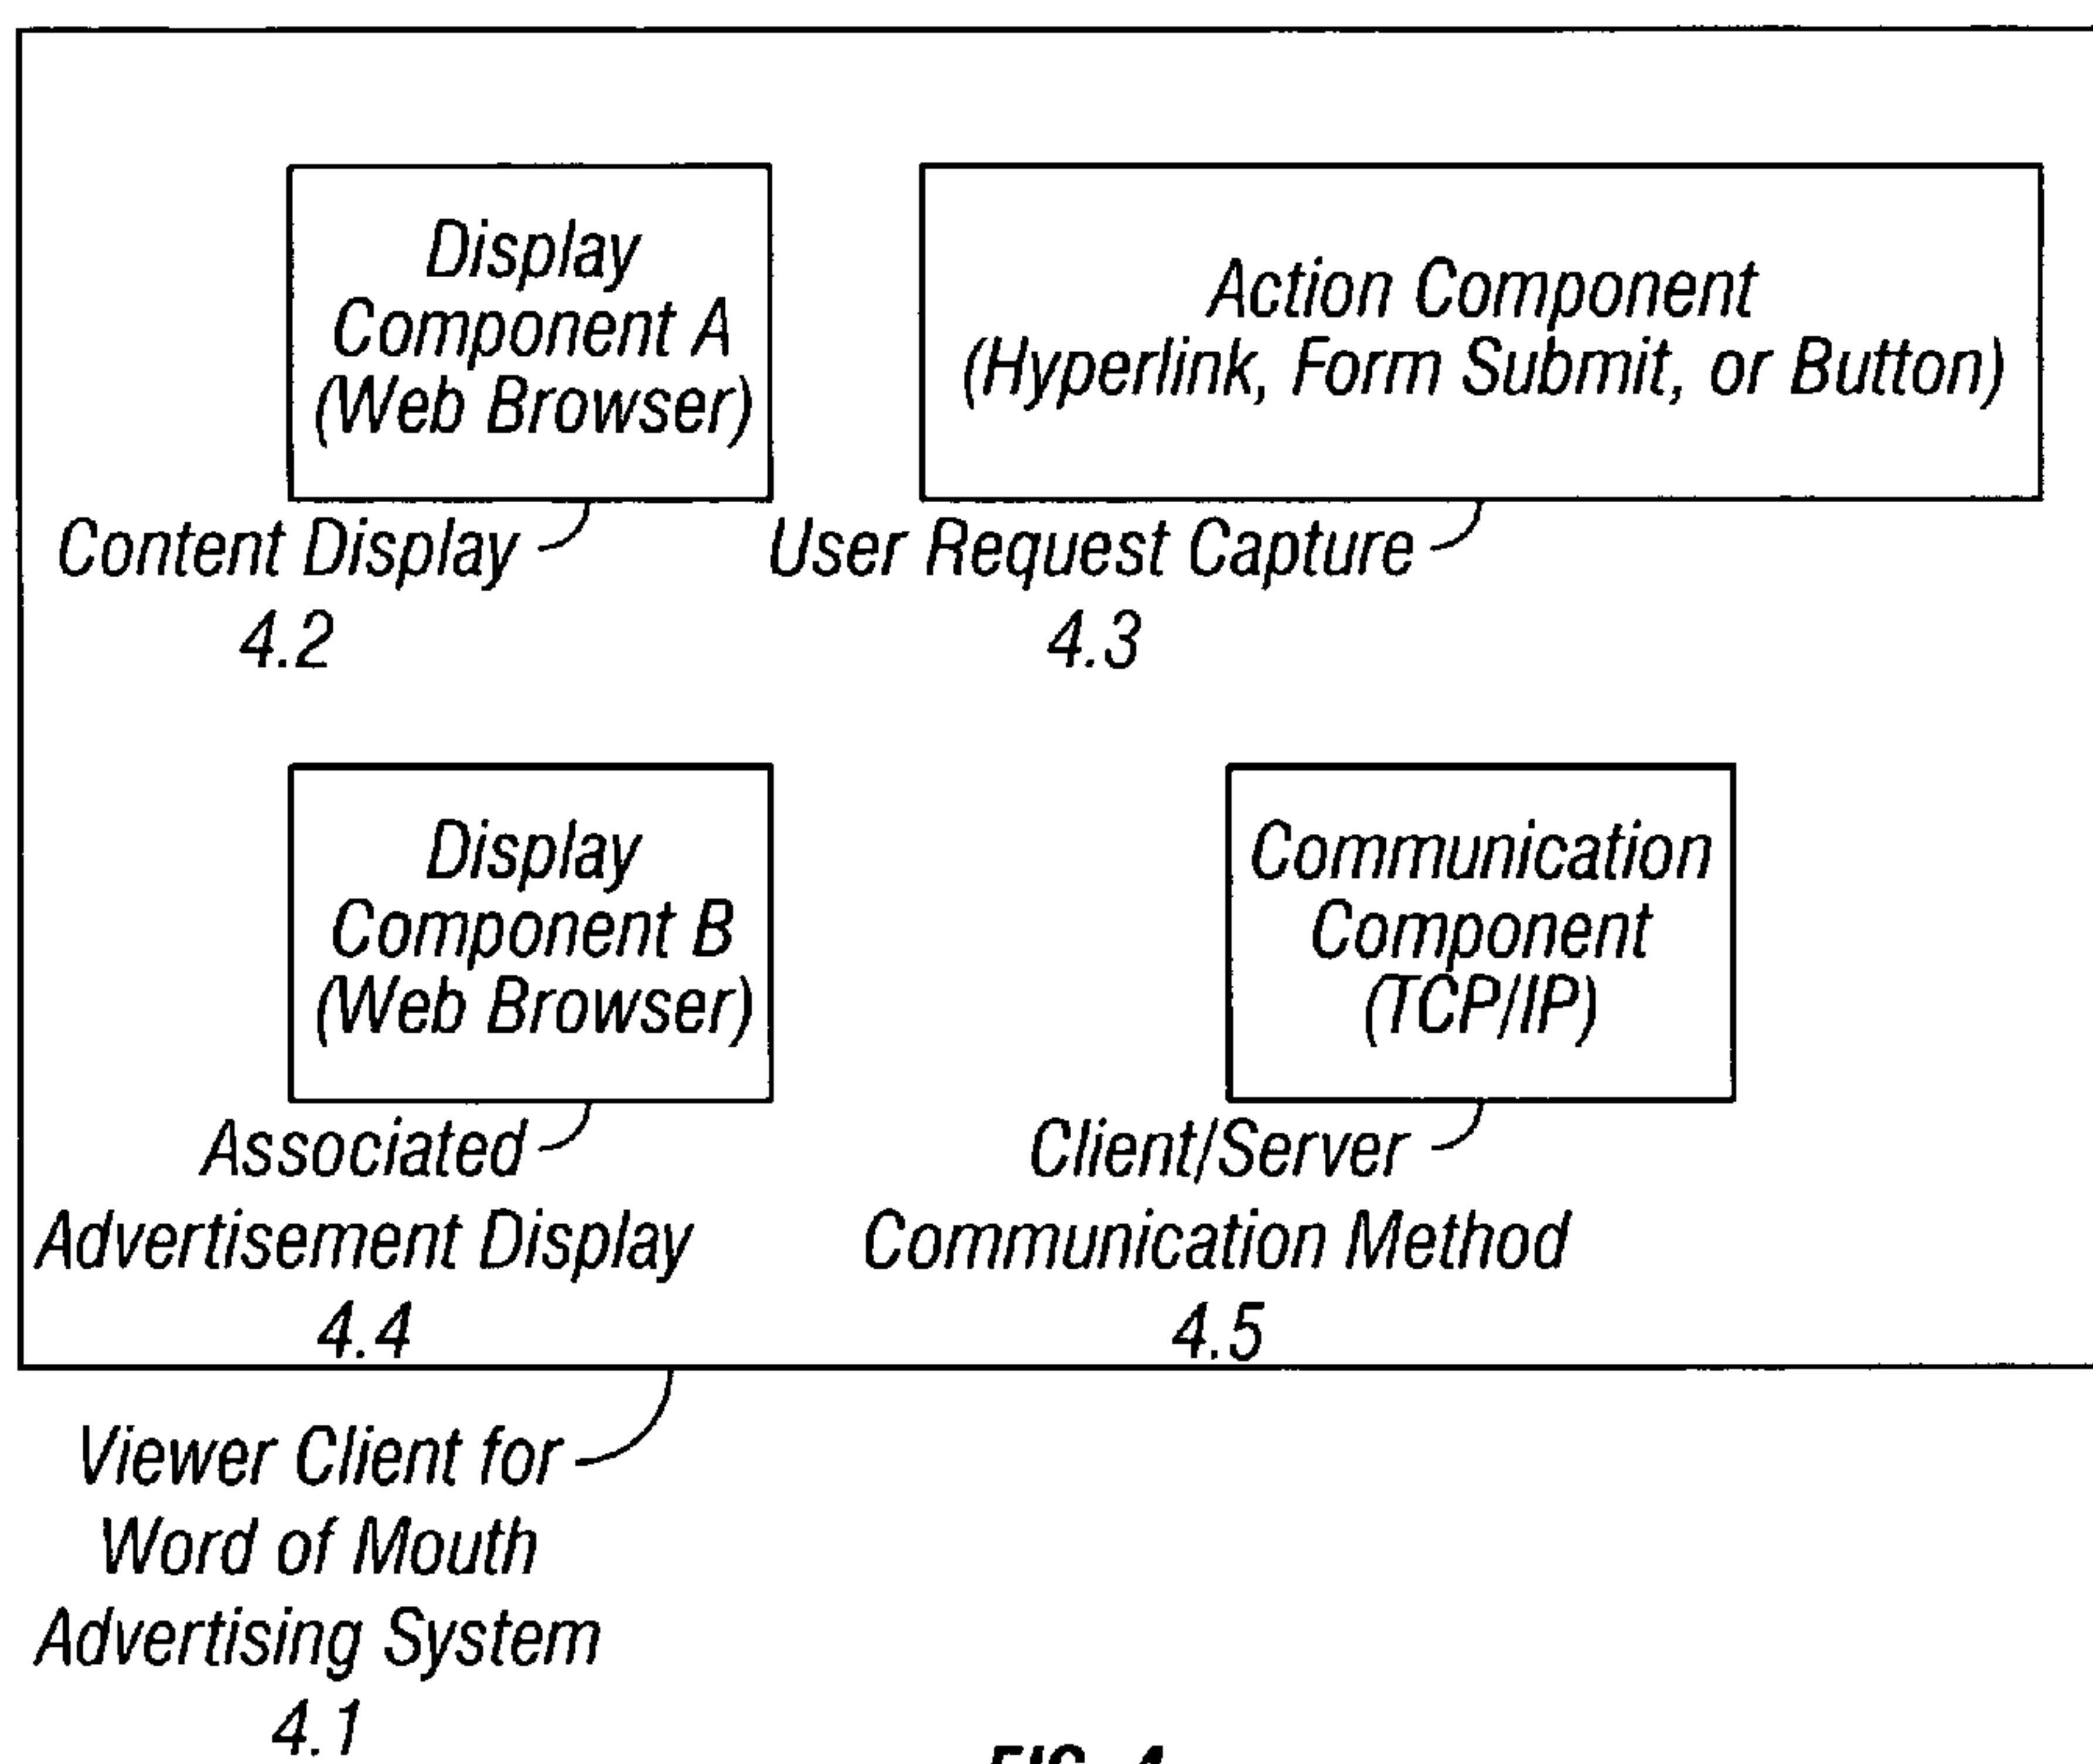 Display
Component A
(Web Browser)
Action Component
(Hyperlink, Form Submit, or Button)
Content Display
4.2
User Request Capture
4.3
Display
Component B
(Web Browser)
Communication
Component
(TCP/IP)
Associated
Advertisement Display
4.4
Client/Server
Communication Method
4.5
Viewer Client for
Word of Mouth
Advertising System
4.1
FIG. 4